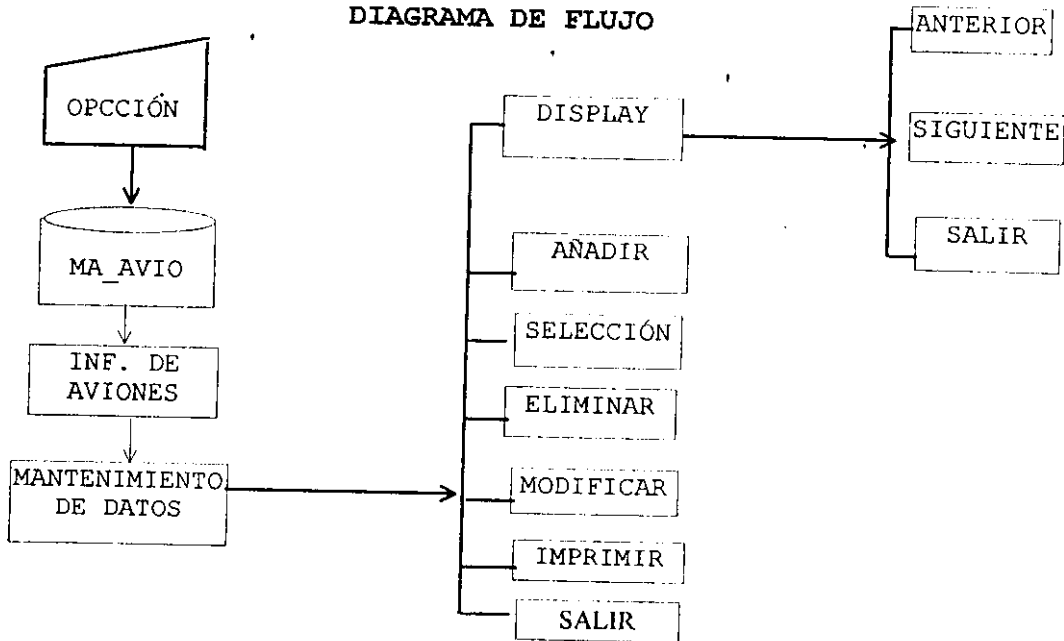 DIAGRAMA DE FLUJO
OPCCIÓN
MA_AVIO
INF. DE
AVIONES
MANTENIMIENTO
DE DATOS
DISPLAY
AÑADIR
SELECCIÓN
ELIMINAR
MODIFICAR
IMPRIMIR
SALIR
ANTERIOR
SIGUIENTE
SALIR